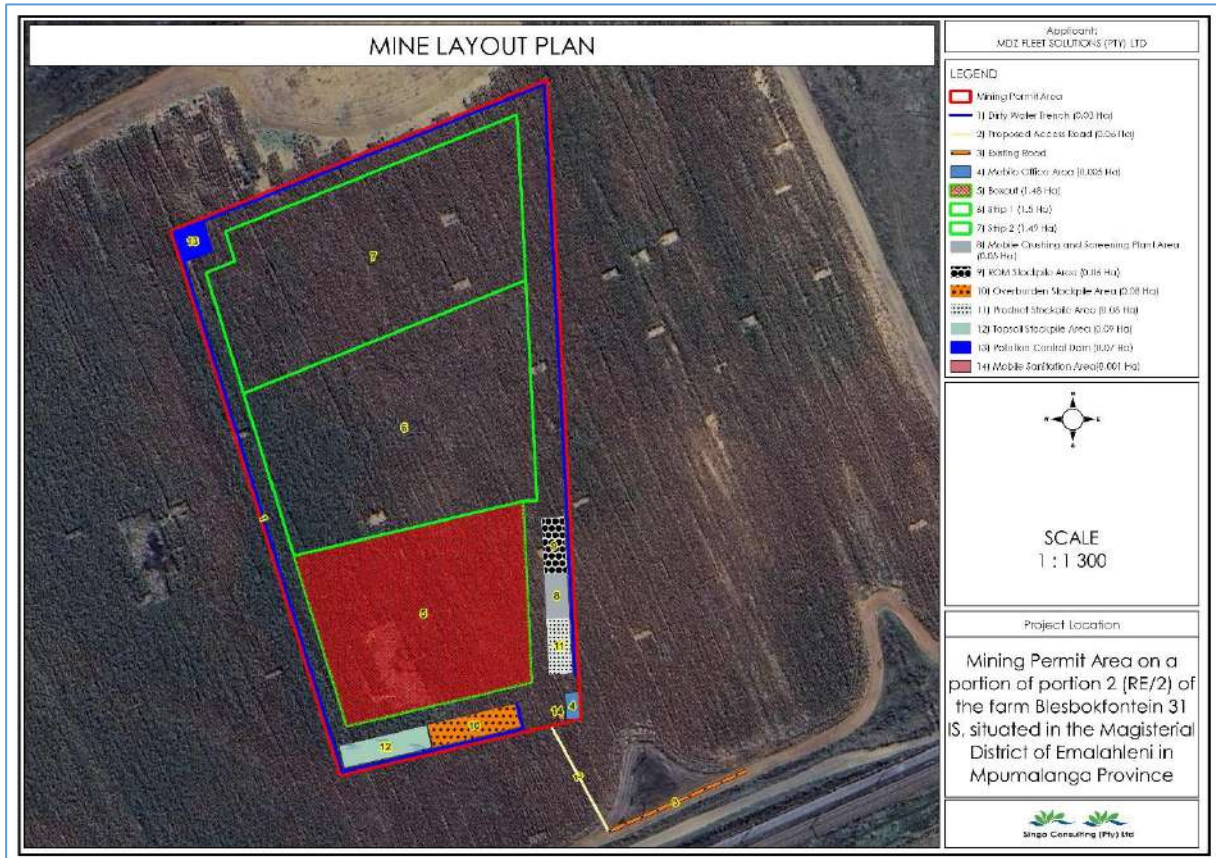 MINE LAYOUT PLAN
Applicant:
MDZ FLEET SOLUTIONS (PTY) LTD
LEGEND
Mining Permit Area
1) Dirty Water Trench (0.03 Ha)
2) Proposed Access Road (0.06 Ha)
3) Existing Road
4) Mobile Office Area (0.005 Ha)
5) Boxcut (1.48 Ha)
6) Strip 1 (1.5 Ha)
7) Strip 2 (1.49 Ha)
8) Mobile Crushing and Screening Plant Area
(0.05 Ha)
9) ROM Stockpile Area (0.06 Ha)
10) Overburden Stockpile Area (0.08 Ha)
11) Product Stockpile Area
12) Topsoil Stockpile Area (0.09 Ha)
13) Control Dam (0.07 Ha)
14) Mobile Sanitation Area(0.001 Ha)
N
W
E
S
SCALE
1 : 1 300
Project Location
Mining Permit Area on a
portion of portion 2 (RE/2) of
the farm Blesbokfontein 31
IS, situated in the Magisterial
District of Emalahleni in
Mpumalanga Province
Singo Consulting (Pty) Ltd
13
7
6
1
9
8
5
11
14
4
10
12
2
3